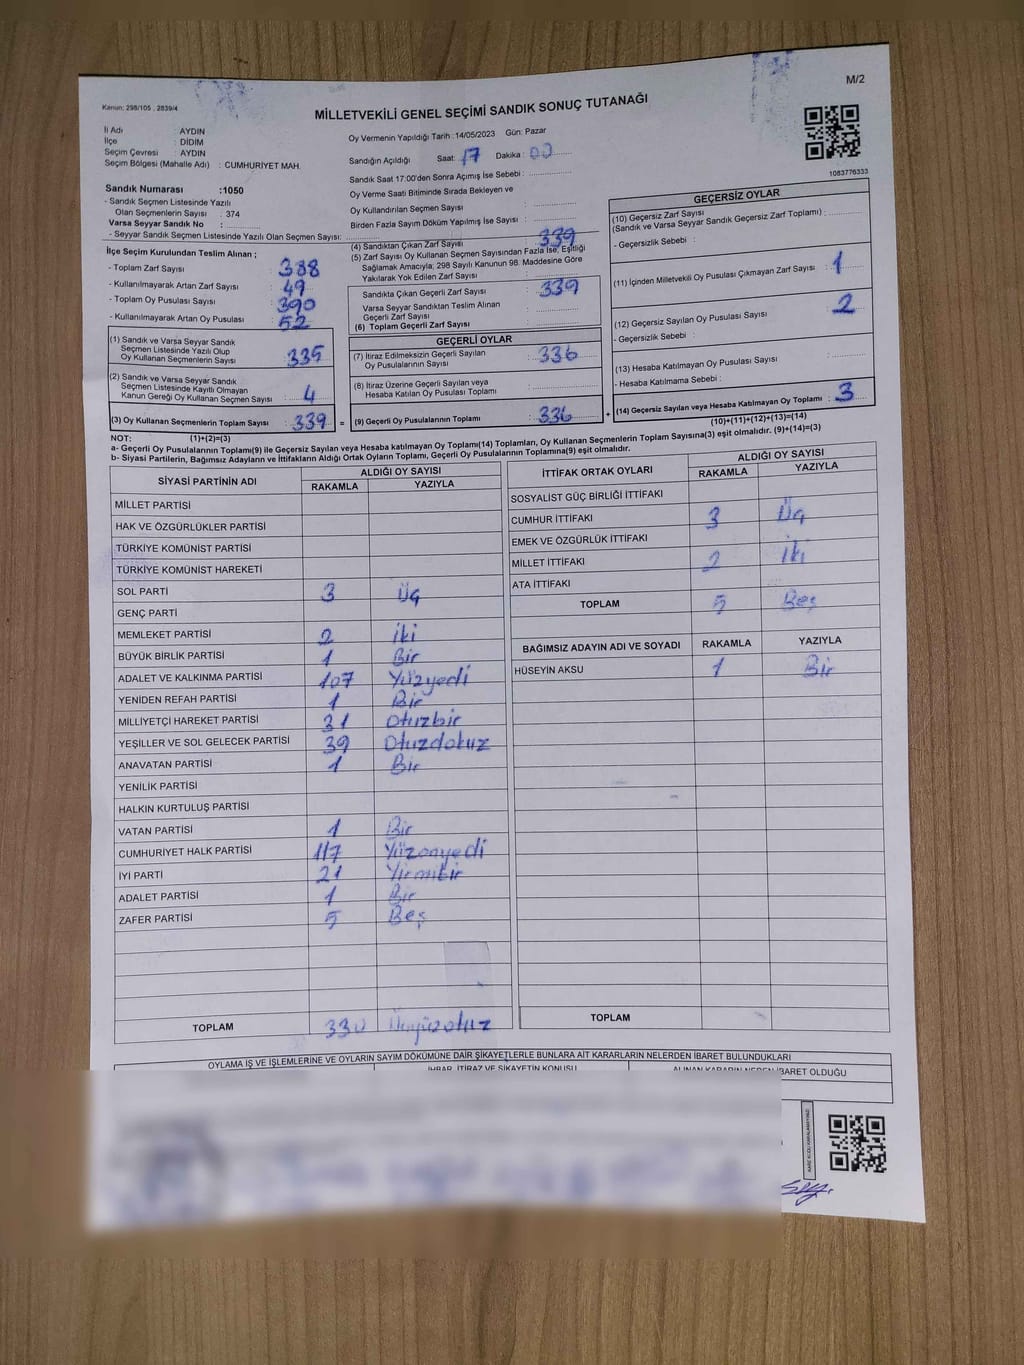 M/2
Kanun: 298/105 , 2839/4
MİLLETVEKİLİ GENEL SEÇİMİ SANDIK SONUÇ TUTANAĞI
İl Adı : AYDIN
İlçe : DİDİM
Seçim Çevresi : AYDIN
Seçim Bölgesi (Mahalle Adı) : CUMHURİYET MAH.
Oy Vermenin Yapıldığı Tarih : 14/05/2023 Gün: Pazar
Sandığın Açıldığı Saat: 17 Dakika : 00
Sandık Saat 17:00'den Sonra Açımış İse Sebebi :
Oy Verme Saati Bitiminde Sırada Bekleyen ve
Oy Kullandırılan Seçmen Sayısı
Birden Fazla Sayım Döküm Yapılmış İse Sayısı :
1083776333
Sandık Numarası :1050
- Sandık Seçmen Listesinde Yazılı
Olan Seçmenlerin Sayısı : 374
Varsa Seyyar Sandık No :
- Seyyar Sandık Seçmen Listesinde Yazılı Olan Seçmen Sayısı:
İlçe Seçim Kurulundan Teslim Alınan ;
- Toplam Zarf Sayısı : 388
- Kullanılmayarak Artan Zarf Sayısı : 49
- Toplam Oy Pusulası Sayısı : 390
- Kullanılmayarak Artan Oy Pusulası : 52
(1) Sandık ve Varsa Seyyar Sandık
Seçmen Listesinde Yazılı Olup
Oy Kullanan Seçmenlerin Sayısı : 335
(2) Sandık ve Varsa Seyyar Sandık
Seçmen Listesinde Kayıtlı Olmayan
Kanun Gereği Oy Kullanan Seçmen Sayısı : 4
(3) Oy Kullanan Seçmenlerin Toplam Sayısı : 339
(4) Sandıktan Çıkan Zarf Sayısı : 339
(5) Zarf Sayısı Oy Kullanan Seçmen Sayısından Fazla İse, Eşitliği
Sağlamak Amacıyla; 298 Sayılı Kanunun 98. Maddesine Göre
Yakılarak Yok Edilen Zarf Sayısı :
Sandıkta Çıkan Geçerli Zarf Sayısı : 339
Varsa Seyyar Sandıktan Teslim Alınan
Geçerli Zarf Sayısı :
(6) Toplam Geçerli Zarf Sayısı :
GEÇERLİ OYLAR
(7) İtiraz Edilmeksizin Geçerli Sayılan
Oy Pusulalarının Sayısı : 336
(8) İtiraz Üzerine Geçerli Sayılan veya
Hesaba Katılan Oy Pusulası Toplamı :
= (9) Geçerli Oy Pusulalarının Toplamı : 336
GEÇERSİZ OYLAR
(10) Geçersiz Zarf Sayısı
(Sandık ve Varsa Seyyar Sandık Geçersiz Zarf Toplamı) :
- Geçersizlik Sebebi :
(11) İçinden Milletvekili Oy Pusulası Çıkmayan Zarf Sayısı : 1
(12) Geçersiz Sayılan Oy Pusulası Sayısı : 2
- Geçersizlik Sebebi :
(13) Hesaba Katılmayan Oy Pusulası Sayısı :
- Hesaba Katılmama Sebebi :
+ (14) Geçersiz Sayılan veya Hesaba Katılmayan Oy Toplamı : 3
NOT: (1)+(2)=(3)
(10)+(11)+(12)+(13)=(14)
a- Geçerli Oy Pusulalarının Toplamı(9) ile Geçersiz Sayılan veya Hesaba katılmayan Oy Toplamı(14) Toplamları, Oy Kullanan Seçmenlerin Toplam Sayısına(3) eşit olmalıdır. (9)+(14)=(3)
b- Siyasi Partilerin, Bağımsız Adayların ve İttifakların Aldığı Ortak Oyların Toplamı, Geçerli Oy Pusulalarının Toplamına(9) eşit olmalıdır.
SİYASİ PARTİNİN ADI ALDIĞI OY SAYISI
RAKAMLA YAZIYLA
MİLLET PARTİSİ
HAK VE ÖZGÜRLÜKLER PARTİSİ
TÜRKİYE KOMÜNİST PARTİSİ
TÜRKİYE KOMÜNİST HAREKETİ
SOL PARTİ 3 Üç
GENÇ PARTİ
MEMLEKET PARTİSİ 2 iki
BÜYÜK BİRLİK PARTİSİ 1 Bir
ADALET VE KALKINMA PARTİSİ 107 Yüzyedi
YENİDEN REFAH PARTİSİ 1 Bir
MİLLİYETÇİ HAREKET PARTİSİ 31 Otuzbir
YEŞİLLER VE SOL GELECEK PARTİSİ 39 Otuzdokuz
ANAVATAN PARTİSİ 1 Bir
YENİLİK PARTİSİ
HALKIN KURTULUŞ PARTİSİ
VATAN PARTİSİ 1 Bir
CUMHURİYET HALK PARTİSİ 117 Yüzonyedi
İYİ PARTİ 21 Yirmibir
ADALET PARTİSİ 1 Bir
ZAFER PARTİSİ 5 Beş
TOPLAM 330 Üçyüzotuz
İTTİFAK ORTAK OYLARI ALDIĞI OY SAYISI
RAKAMLA YAZIYLA
SOSYALİST GÜÇ BİRLİĞİ İTTİFAKI
CUMHUR İTTİFAKI 3 Üç
EMEK VE ÖZGÜRLÜK İTTİFAKI
MİLLET İTTİFAKI 2 iki
ATA İTTİFAKI
TOPLAM 5 Beş
BAĞIMSIZ ADAYIN ADI VE SOYADI RAKAMLA YAZIYLA
HÜSEYİN AKSU 1 Bir
TOPLAM
OYLAMA İŞ VE İŞLEMLERİNE VE OYLARIN SAYIM DÖKÜMÜNE DAİR ŞİKAYETLERLE BUNLARA AİT KARARLARIN NELERDEN İBARET BULUNDUKLARI
İHBAR, İTİRAZ VE ŞİKAYETİN KONUSU
ALINAN KARARIN NEDEN İBARET OLDUĞU
KARE KODU KARALAMAYINIZ